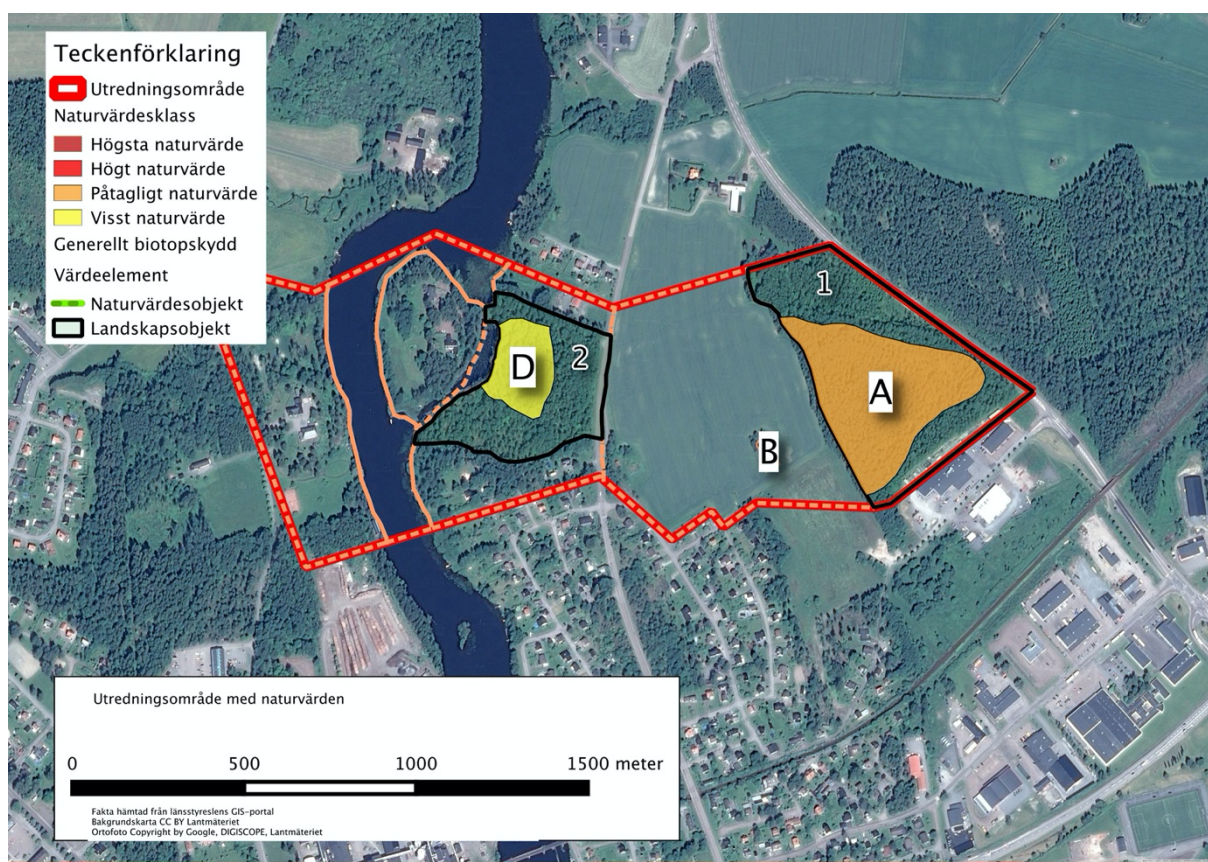 Teckenförklaring
Utredningsområde
Naturvärdesklass
Högsta naturvärde
Högt naturvärde
Påtagligt naturvärde
Visst naturvärde
Generellt biotopskydd
Värdeelement
Naturvärdesobjekt
Landskapsobjekt
1
2
D
A
B
Utredningsområde med naturvärden
0 500 1000 1500 meter
Fakta hämtad från länsstyrelsens GIS-portal
Bakgrundskarta CC BY Lantmäteriet
Ortofoto Copyright by Google, DIGISCOPE, Lantmäteriet